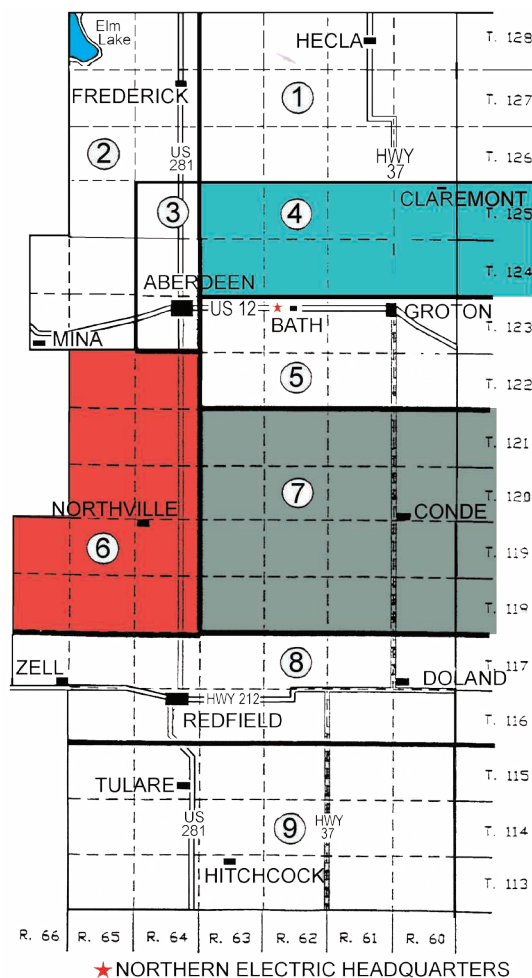 Elm
Lake
HECLA
T. 128
FREDERICK
1
T. 127
2
US
281
HWY
37
T. 126
3
4
CLAREMONT
T. 125
ABERDEEN
T. 124
US 12
BATH
GROTON
T. 123
MINA
5
T. 122
T. 121
7
NORTHVILLE
CONDE
T. 120
6
T. 119
T. 118
ZELL
8
DOLAND
T. 117
HWY 212
REDFIELD
T. 116
TULARE
T. 115
US
281
9
HWY
37
T. 114
HITCHCOCK
T. 113
R. 66 R. 65 R. 64 R. 63 R. 62 R. 61 R. 60
NORTHERN ELECTRIC HEADQUARTERS